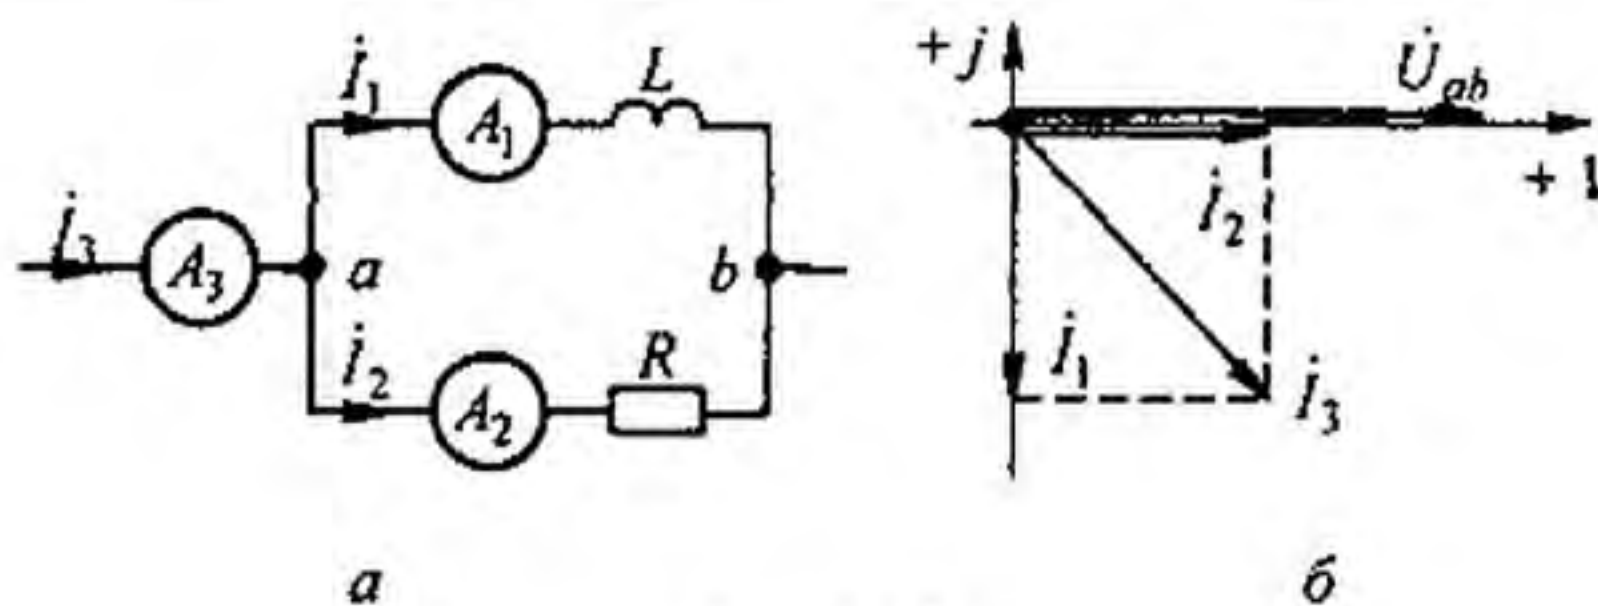 İ₁
A₁
L
İ₃
A₃
a
b
İ₂
A₂
R
а
+ j
U̇ab
+ 1
İ₂
İ₁
İ₃
б